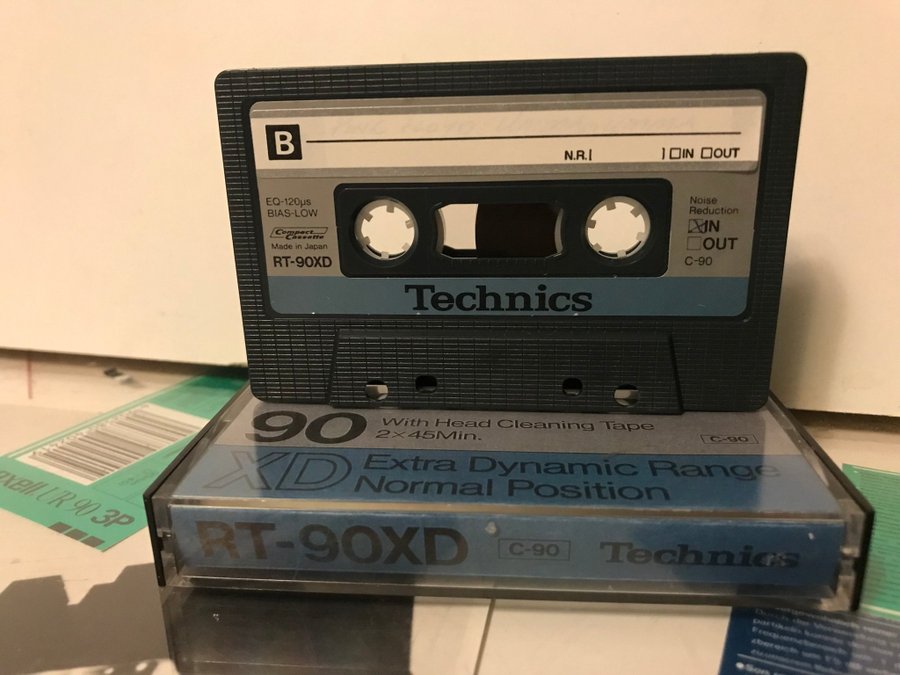 B
N.R.[ ] □IN □OUT
EQ-120μs
BIAS-LOW
Compact
Cassette
Made in Japan
RT-90XD
Noise
Reduction
☒IN
□OUT
C-90
Technics
90 With Head Cleaning Tape
2×45Min.
C-90
XD Extra Dynamic Range
Normal Position
RT-90XD C-90 Technics
maxell UR 90 3P